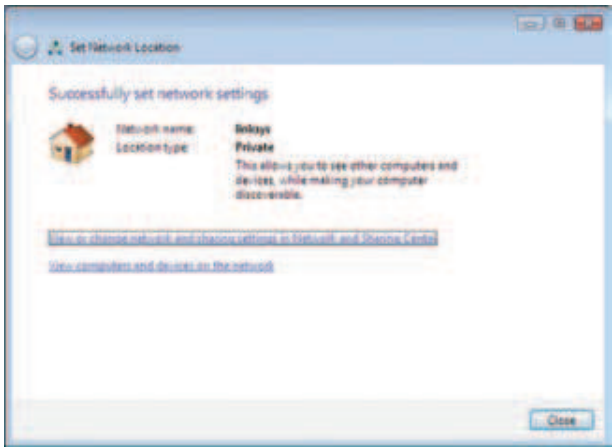 Set Network Location
Successfully set network settings
Network name: linksys
Location type: Private
This allows you to see other computers and
devices, while making your computer
discoverable.
View or change network and sharing settings in Network and Sharing Center
View computers and devices on the network
Close